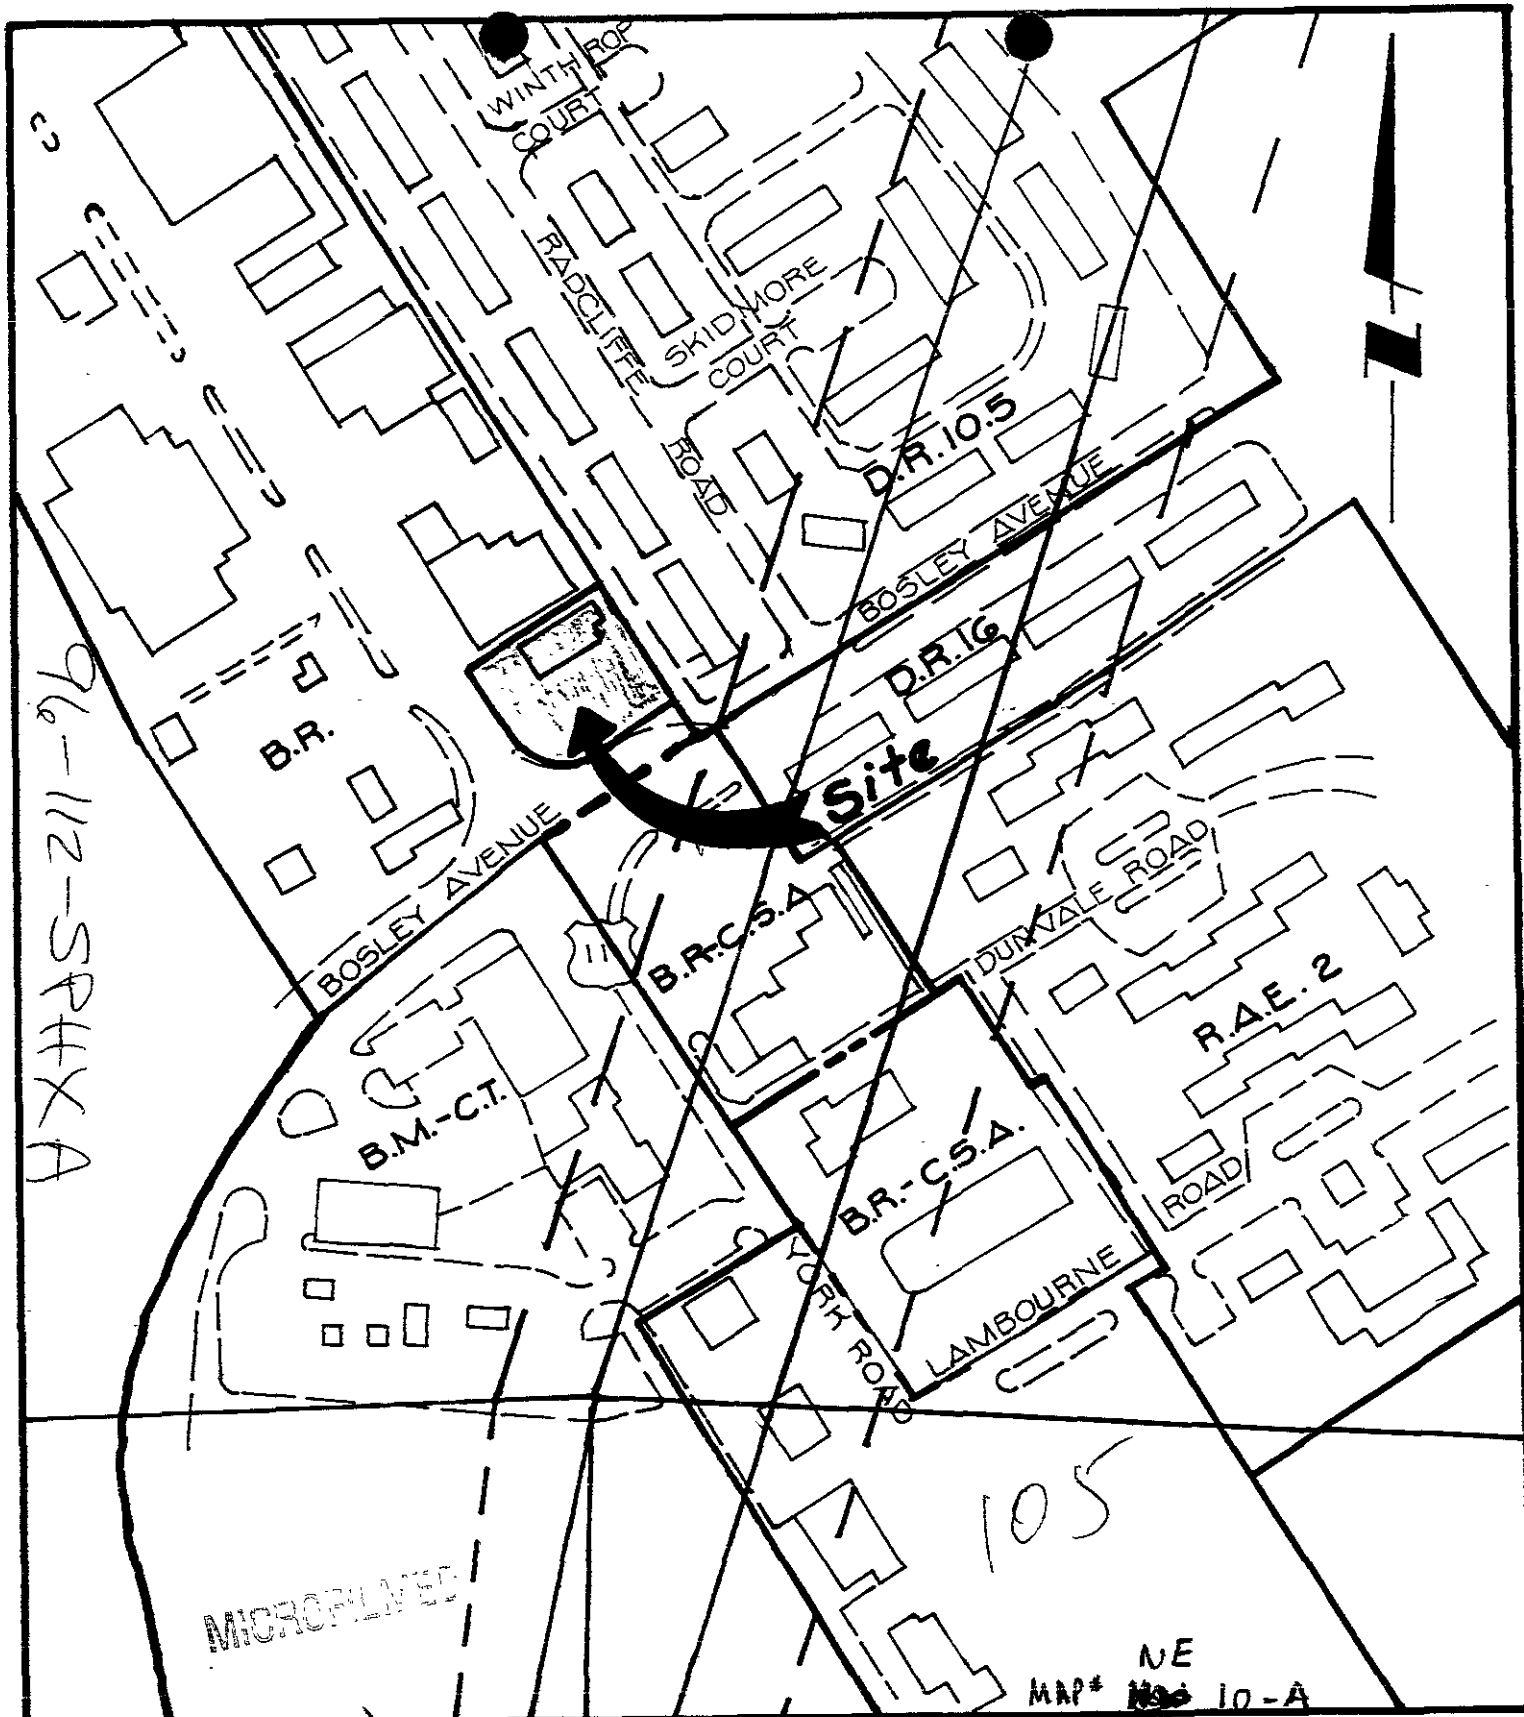 WINTHROP
COURT
RADCLIFFE
ROAD
SKIDMORE
COURT
D.R. 10.5
BOSLEY AVENUE
D.R. 16
Site
B.R.
BOSLEY AVENUE
11
B.R.-C.S.A
DUNVALE ROAD
R.A.E. 2
B.M.-C.T.
B.R.-C.S.A.
ROAD
YORK ROAD
LAMBOURNE
96-112-SPHXA
105
MICROFILMED
NE
MAP# 10-A